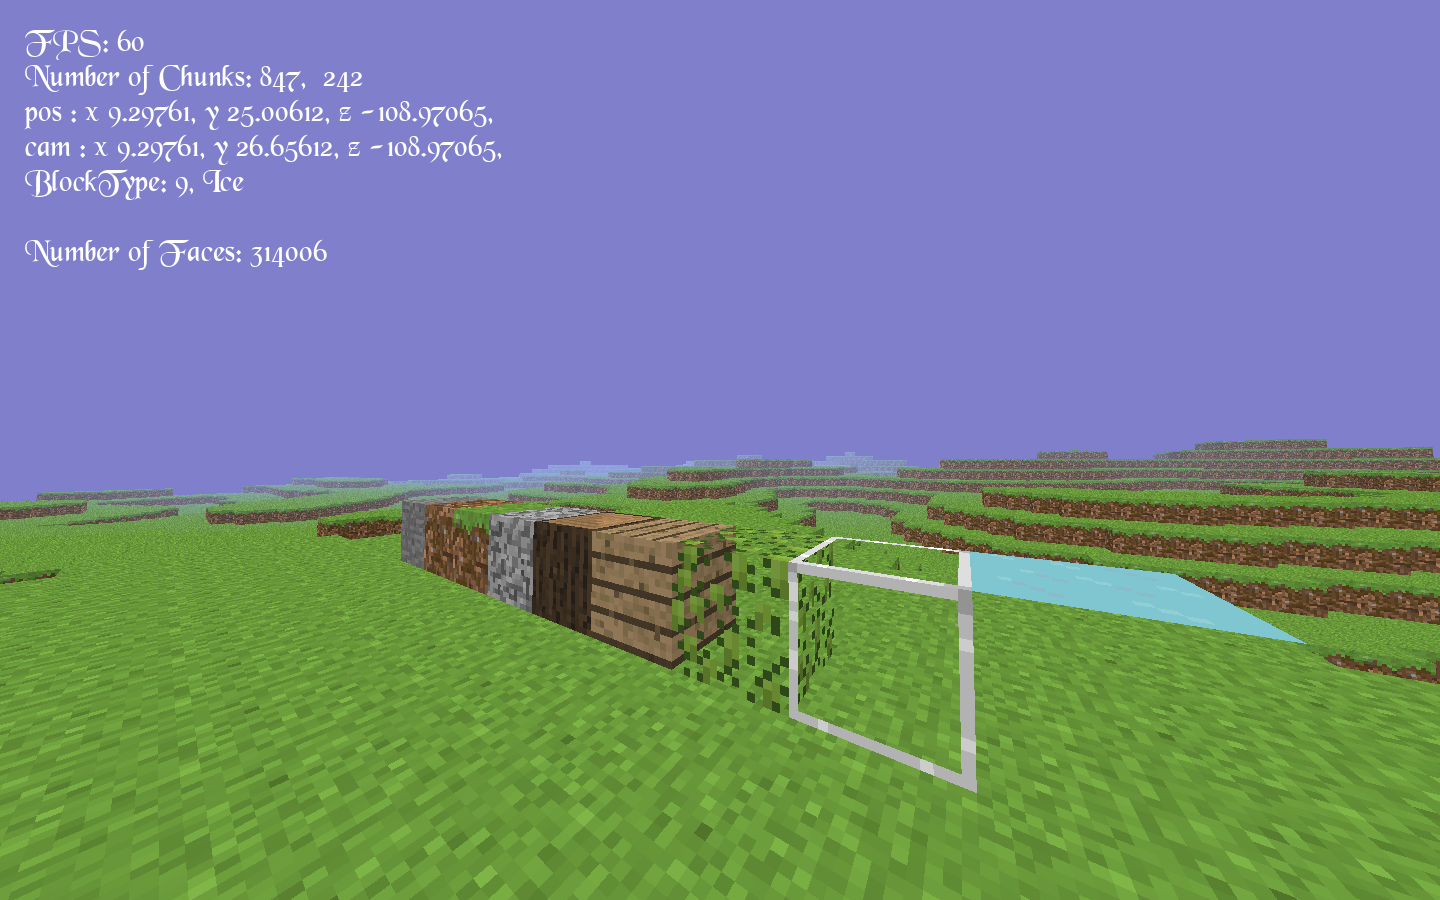 FPS: 60
Number of Chunks: 847,  242
pos : x 9.29761, y 25.00612, z -108.97065,
cam : x 9.29761, y 26.65612, z -108.97065,
BlockType: 9, Ice
Number of Faces: 314006